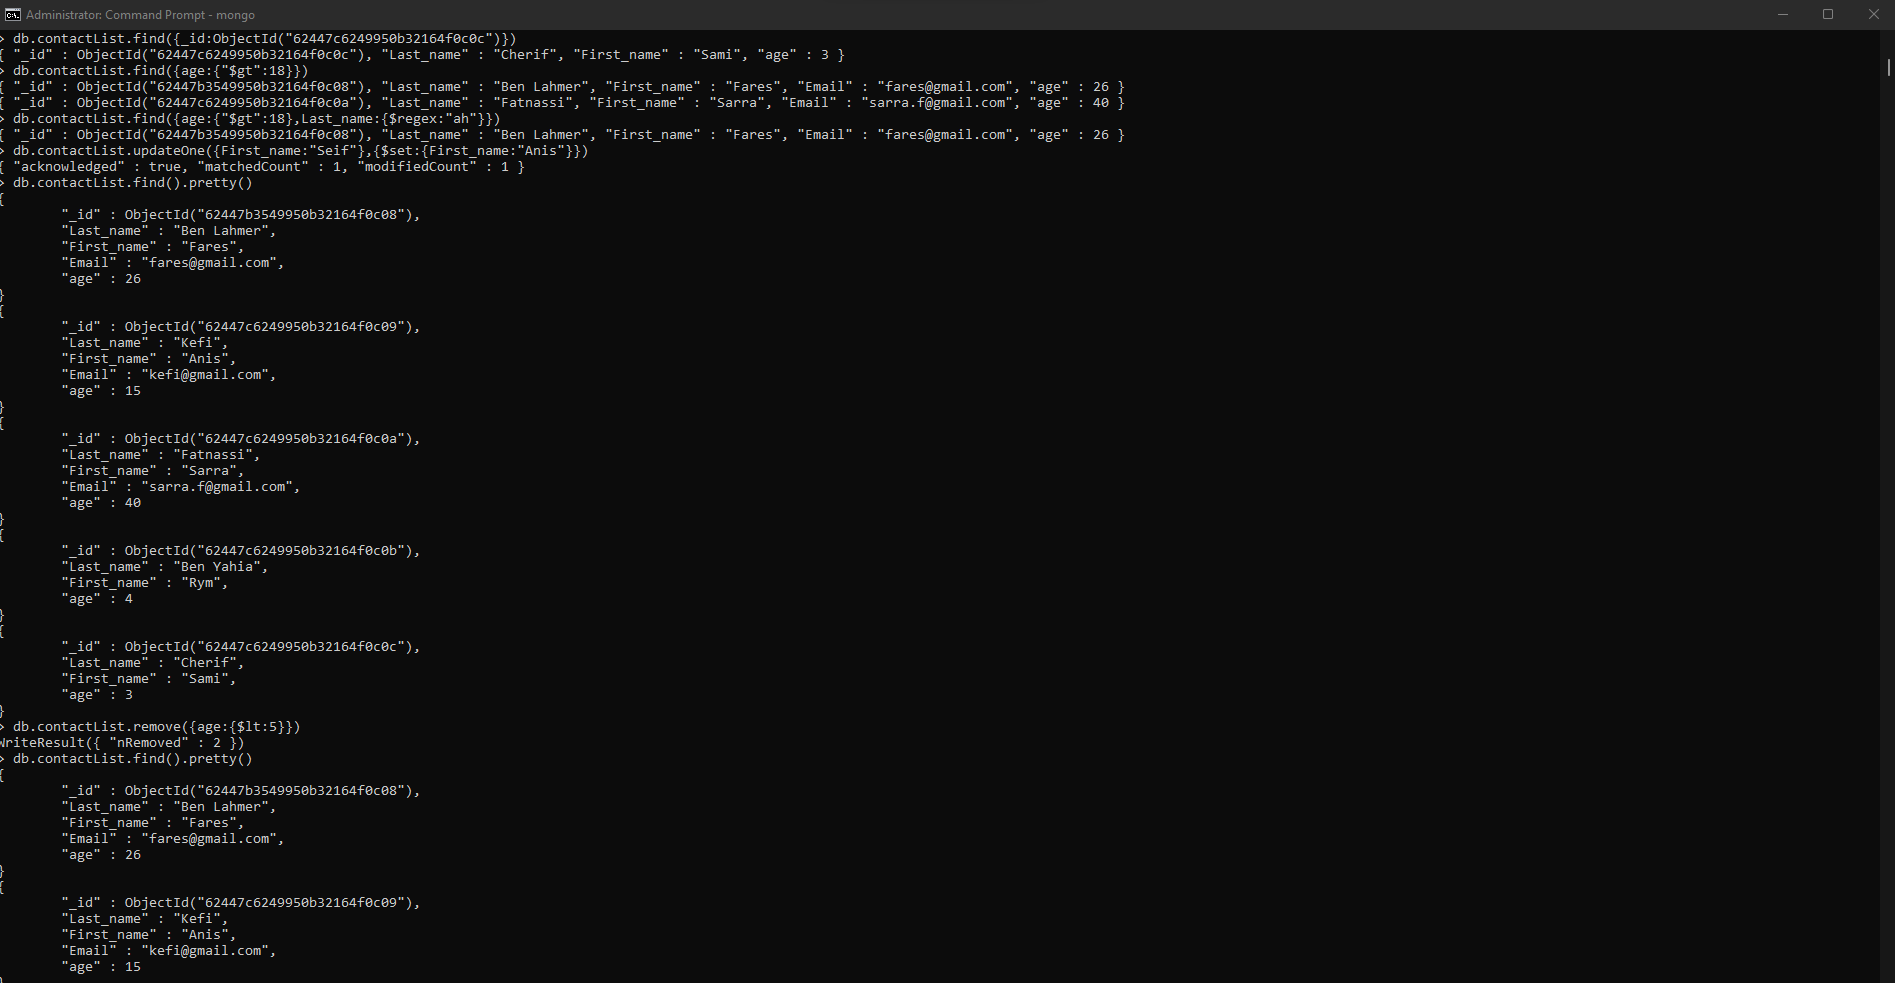 Administrator: Command Prompt - mongo
> db.contactList.find({_id:ObjectId("62447c6249950b32164f0c0c")})
{ "_id" : ObjectId("62447c6249950b32164f0c0c"), "Last_name" : "Cherif", "First_name" : "Sami", "age" : 3 }
> db.contactList.find({age:{"$gt":18}})
{ "_id" : ObjectId("62447b3549950b32164f0c08"), "Last_name" : "Ben Lahmer", "First_name" : "Fares", "Email" : "fares@gmail.com", "age" : 26 }
{ "_id" : ObjectId("62447c6249950b32164f0c0a"), "Last_name" : "Fatnassi", "First_name" : "Sarra", "Email" : "sarra.f@gmail.com", "age" : 40 }
> db.contactList.find({age:{"$gt":18},Last_name:{$regex:"ah"}})
{ "_id" : ObjectId("62447b3549950b32164f0c08"), "Last_name" : "Ben Lahmer", "First_name" : "Fares", "Email" : "fares@gmail.com", "age" : 26 }
> db.contactList.updateOne({First_name:"Seif"},{$set:{First_name:"Anis"}})
{ "acknowledged" : true, "matchedCount" : 1, "modifiedCount" : 1 }
> db.contactList.find().pretty()
{
"_id" : ObjectId("62447b3549950b32164f0c08"),
"Last_name" : "Ben Lahmer",
"First_name" : "Fares",
"Email" : "fares@gmail.com",
"age" : 26
}
{
"_id" : ObjectId("62447c6249950b32164f0c09"),
"Last_name" : "Kefi",
"First_name" : "Anis",
"Email" : "kefi@gmail.com",
"age" : 15
}
{
"_id" : ObjectId("62447c6249950b32164f0c0a"),
"Last_name" : "Fatnassi",
"First_name" : "Sarra",
"Email" : "sarra.f@gmail.com",
"age" : 40
}
{
"_id" : ObjectId("62447c6249950b32164f0c0b"),
"Last_name" : "Ben Yahia",
"First_name" : "Rym",
"age" : 4
}
{
"_id" : ObjectId("62447c6249950b32164f0c0c"),
"Last_name" : "Cherif",
"First_name" : "Sami",
"age" : 3
}
> db.contactList.remove({age:{$lt:5}})
WriteResult({ "nRemoved" : 2 })
> db.contactList.find().pretty()
{
"_id" : ObjectId("62447b3549950b32164f0c08"),
"Last_name" : "Ben Lahmer",
"First_name" : "Fares",
"Email" : "fares@gmail.com",
"age" : 26
}
{
"_id" : ObjectId("62447c6249950b32164f0c09"),
"Last_name" : "Kefi",
"First_name" : "Anis",
"Email" : "kefi@gmail.com",
"age" : 15
}